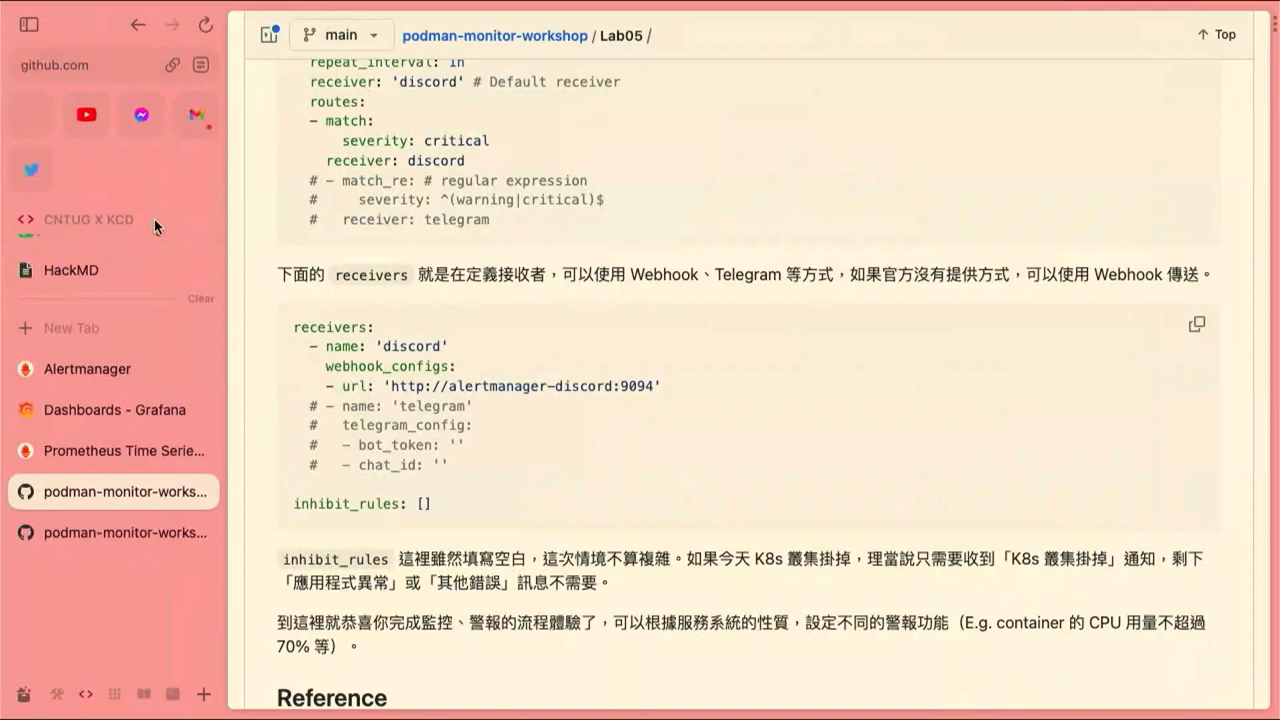 github.com
CNTUG X KCD
HackMD
Clear
New Tab
Alertmanager
Dashboards - Grafana
Prometheus Time Serie...
podman-monitor-works...
podman-monitor-works...
main
podman-monitor-workshop / Lab05 /
Top
repeat_interval: 1h
receiver: 'discord' # Default receiver
routes:
- match:
severity: critical
receiver: discord
# - match_re: # regular expression
#     severity: ^(warning|critical)$
#   receiver: telegram
下面的 receivers 就是在定義接收者，可以使用 Webhook、Telegram 等方式，如果官方沒有提供方式，可以使用 Webhook 傳送。
receivers:
- name: 'discord'
webhook_configs:
- url: 'http://alertmanager-discord:9094'
# - name: 'telegram'
#   telegram_config:
#   - bot_token: ''
#   - chat_id: ''
inhibit_rules: []
inhibit_rules 這裡雖然填寫空白，這次情境不算複雜。如果今天 K8s 叢集掛掉，理當說只需要收到「K8s 叢集掛掉」通知，剩下
「應用程式異常」或「其他錯誤」訊息不需要。
到這裡就恭喜你完成監控、警報的流程體驗了，可以根據服務系統的性質，設定不同的警報功能（E.g. container 的 CPU 用量不超過
70% 等）。
Reference